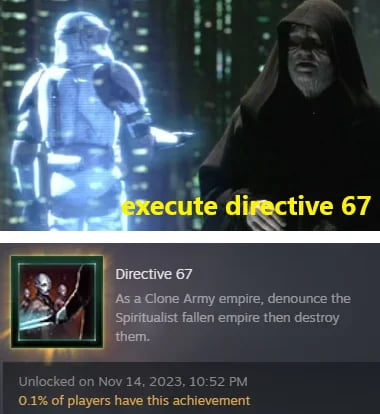 execute directive 67
Directive 67
As a Clone Army empire, denounce the
Spiritualist fallen empire then destroy
them.
Unlocked on Nov 14, 2023, 10:52 PM
0.1% of players have this achievement